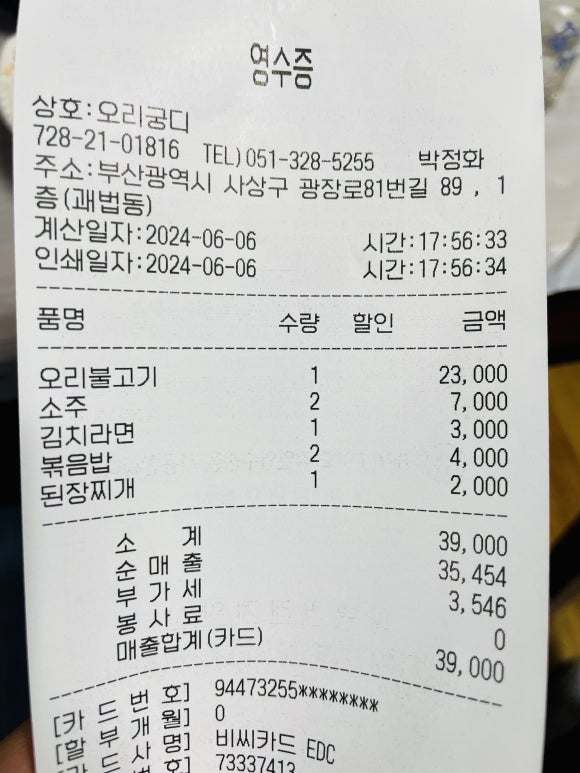 영수증
상호:오리궁디
728-21-01816 TEL)051-328-5255 박정화
주소:부산광역시 사상구 광장로81번길 89 , 1
층(괘법동)
계산일자:2024-06-06 시간:17:56:33
인쇄일자:2024-06-06 시간:17:56:34
품명 수량 할인 금액
오리불고기 1 23,000
소주 2 7,000
김치라면 1 3,000
볶음밥 2 4,000
된장찌개 1 2,000
소 계 39,000
순 매 출 35,454
부 가 세 3,546
봉 사 료 0
매출합계(카드) 39,000
[카 드 번 호] 94473255********
[할 부 개 월] 0
[카 드 사 명] 비씨카드 EDC
번 호] 73337413